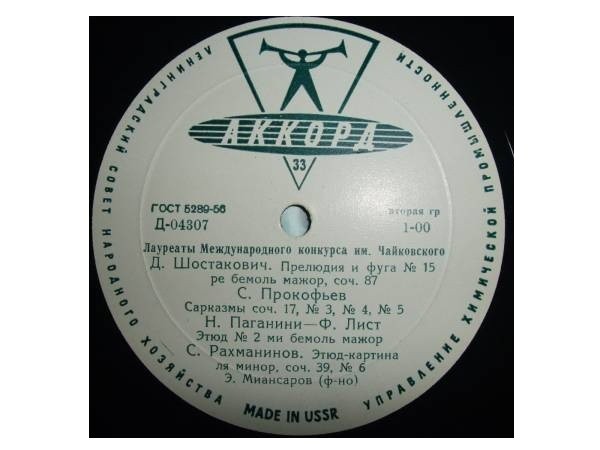 ЛЕНИНГРАДСКИЙ СОВЕТ НАРОДНОГО ХОЗЯЙСТВА
УПРАВЛЕНИЕ ХИМИЧЕСКОЙ ПРОМЫШЛЕННОСТИ
АККОРД
33
ГОСТ 5289-56
вторая гр
Д-04307
1-00
Лауреаты Международного конкурса им. Чайковского
Д. Шостакович. Прелюдия и фуга № 15
ре бемоль мажор, соч. 87
С. Прокофьев
Сарказмы соч. 17, № 3, № 4, № 5
Н. Паганини—Ф. Лист
Этюд № 2 ми бемоль мажор
С. Рахманинов. Этюд-картина
ля минор, соч. 39, № 6
Э. Миансаров (ф-но)
MADE IN USSR